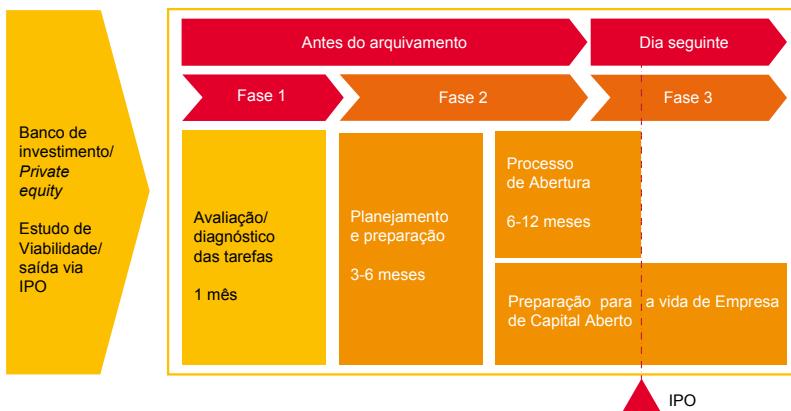 Banco de
investimento/
Private
equity
Estudo de
Viabilidade/
saída via
IPO
Antes do arquivamento
Dia seguinte
Fase 1
Fase 2
Fase 3
Avaliação/
diagnóstico
das tarefas
1 mês
Planejamento
e preparação
3-6 meses
Processo
de Abertura
6-12 meses
Preparação para a vida de Empresa
de Capital Aberto
IPO